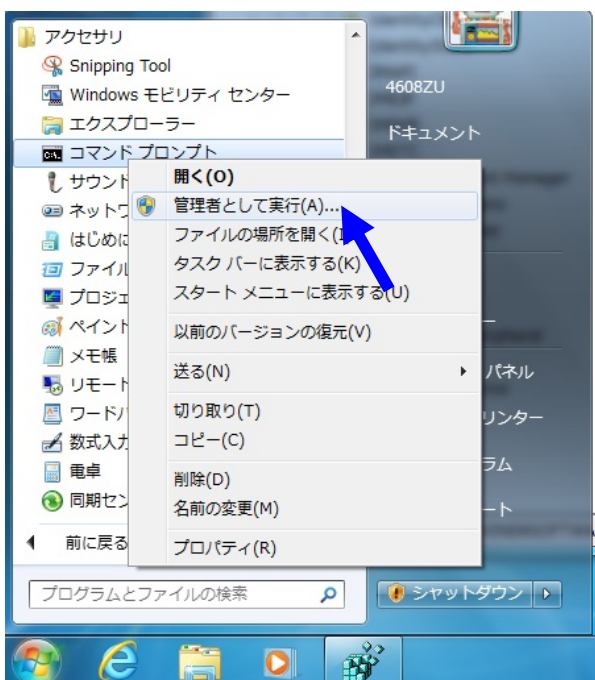 アクセサリ
Snipping Tool
Windows モビリティ センター
エクスプローラー
コマンド プロンプト
サウンド
ネットワ
はじめに
ファイル
プロジェ
ペイント
メモ帳
リモート
ワードパ
数式入力
電卓
同期セン
前に戻る
プログラムとファイルの検索
開く(O)
管理者として実行(A)...
ファイルの場所を開く(I
タスク バーに表示する(K)
スタート メニューに表示する(U)
以前のバージョンの復元(V)
送る(N)
切り取り(T)
コピー(C)
削除(D)
名前の変更(M)
プロパティ(R)
4608ZU
ドキュメント
パネル
リンター
ラム
ート
シャットダウン